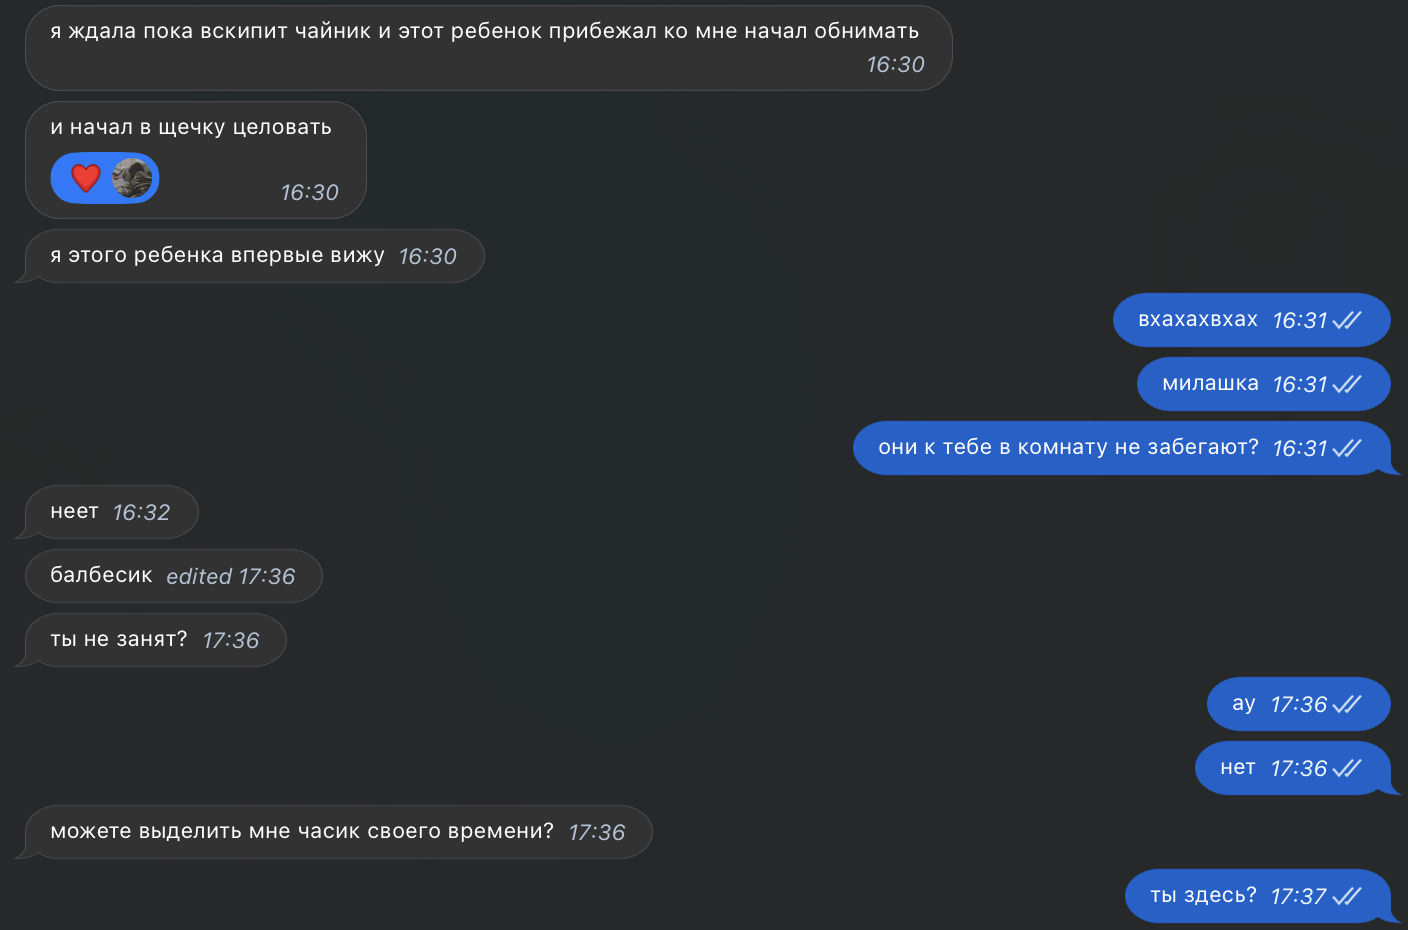 я ждала пока вскипит чайник и этот ребенок прибежал ко мне начал обнимать
16:30
и начал в щечку целовать
16:30
я этого ребенка впервые вижу 16:30
вхахахвхах 16:31
милашка 16:31
они к тебе в комнату не забегают? 16:31
неет 16:32
балбесик edited 17:36
ты не занят? 17:36
ау 17:36
нет 17:36
можете выделить мне часик своего времени? 17:36
ты здесь? 17:37